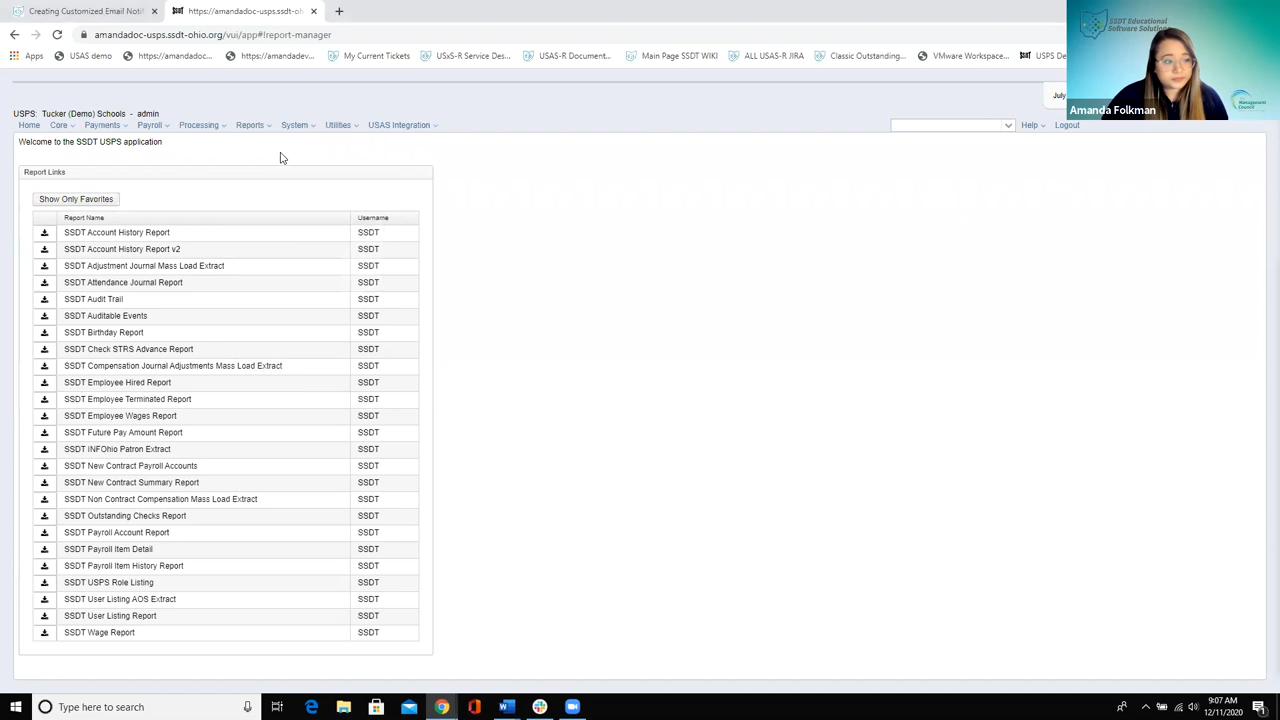 Creating Customized Email Notif
https://amandadoc-usps.ssdt-oh
amandadoc-usps.ssdt-ohio.org/vui/app#!report-manager
Apps
USAS demo
https://amandadoc...
https://amandadev...
My Current Tickets
USxS-R Service Des...
USAS-R Document...
Main Page SSDT WIKI
ALL USAS-R JIRA
Classic Outstanding...
VMware Workspace...
USPS De
SSDT Educational
Software Solutions
Management
Council
Amanda Folkman
July
USPS: Tucker (Demo) Schools - admin
Home Core Payments Payroll Processing Reports System Utilities USAS Integration Help Logout
Welcome to the SSDT USPS application
Report Links
Show Only Favorites
Report Name Username
SSDT Account History Report SSDT
SSDT Account History Report v2 SSDT
SSDT Adjustment Journal Mass Load Extract SSDT
SSDT Attendance Journal Report SSDT
SSDT Audit Trail SSDT
SSDT Auditable Events SSDT
SSDT Birthday Report SSDT
SSDT Check STRS Advance Report SSDT
SSDT Compensation Journal Adjustments Mass Load Extract SSDT
SSDT Employee Hired Report SSDT
SSDT Employee Terminated Report SSDT
SSDT Employee Wages Report SSDT
SSDT Future Pay Amount Report SSDT
SSDT INFOhio Patron Extract SSDT
SSDT New Contract Payroll Accounts SSDT
SSDT New Contract Summary Report SSDT
SSDT Non Contract Compensation Mass Load Extract SSDT
SSDT Outstanding Checks Report SSDT
SSDT Payroll Account Report SSDT
SSDT Payroll Item Detail SSDT
SSDT Payroll Item History Report SSDT
SSDT USPS Role Listing SSDT
SSDT User Listing AOS Extract SSDT
SSDT User Listing Report SSDT
SSDT Wage Report SSDT
Type here to search
9:07 AM
12/11/2020